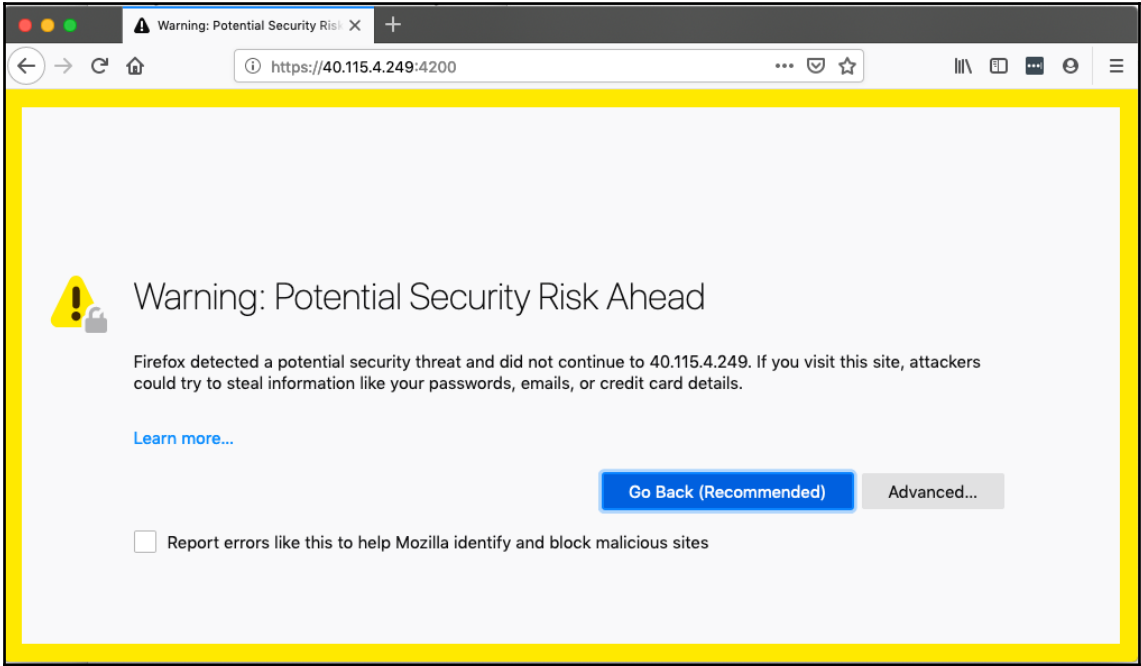 Warning: Potential Security Ris
https://40.115.4.249:4200
Warning: Potential Security Risk Ahead
Firefox detected a potential security threat and did not continue to 40.115.4.249. If you visit this site, attackers
could try to steal information like your passwords, emails, or credit card details.
Learn more...
Go Back (Recommended) Advanced...
Report errors like this to help Mozilla identify and block malicious sites